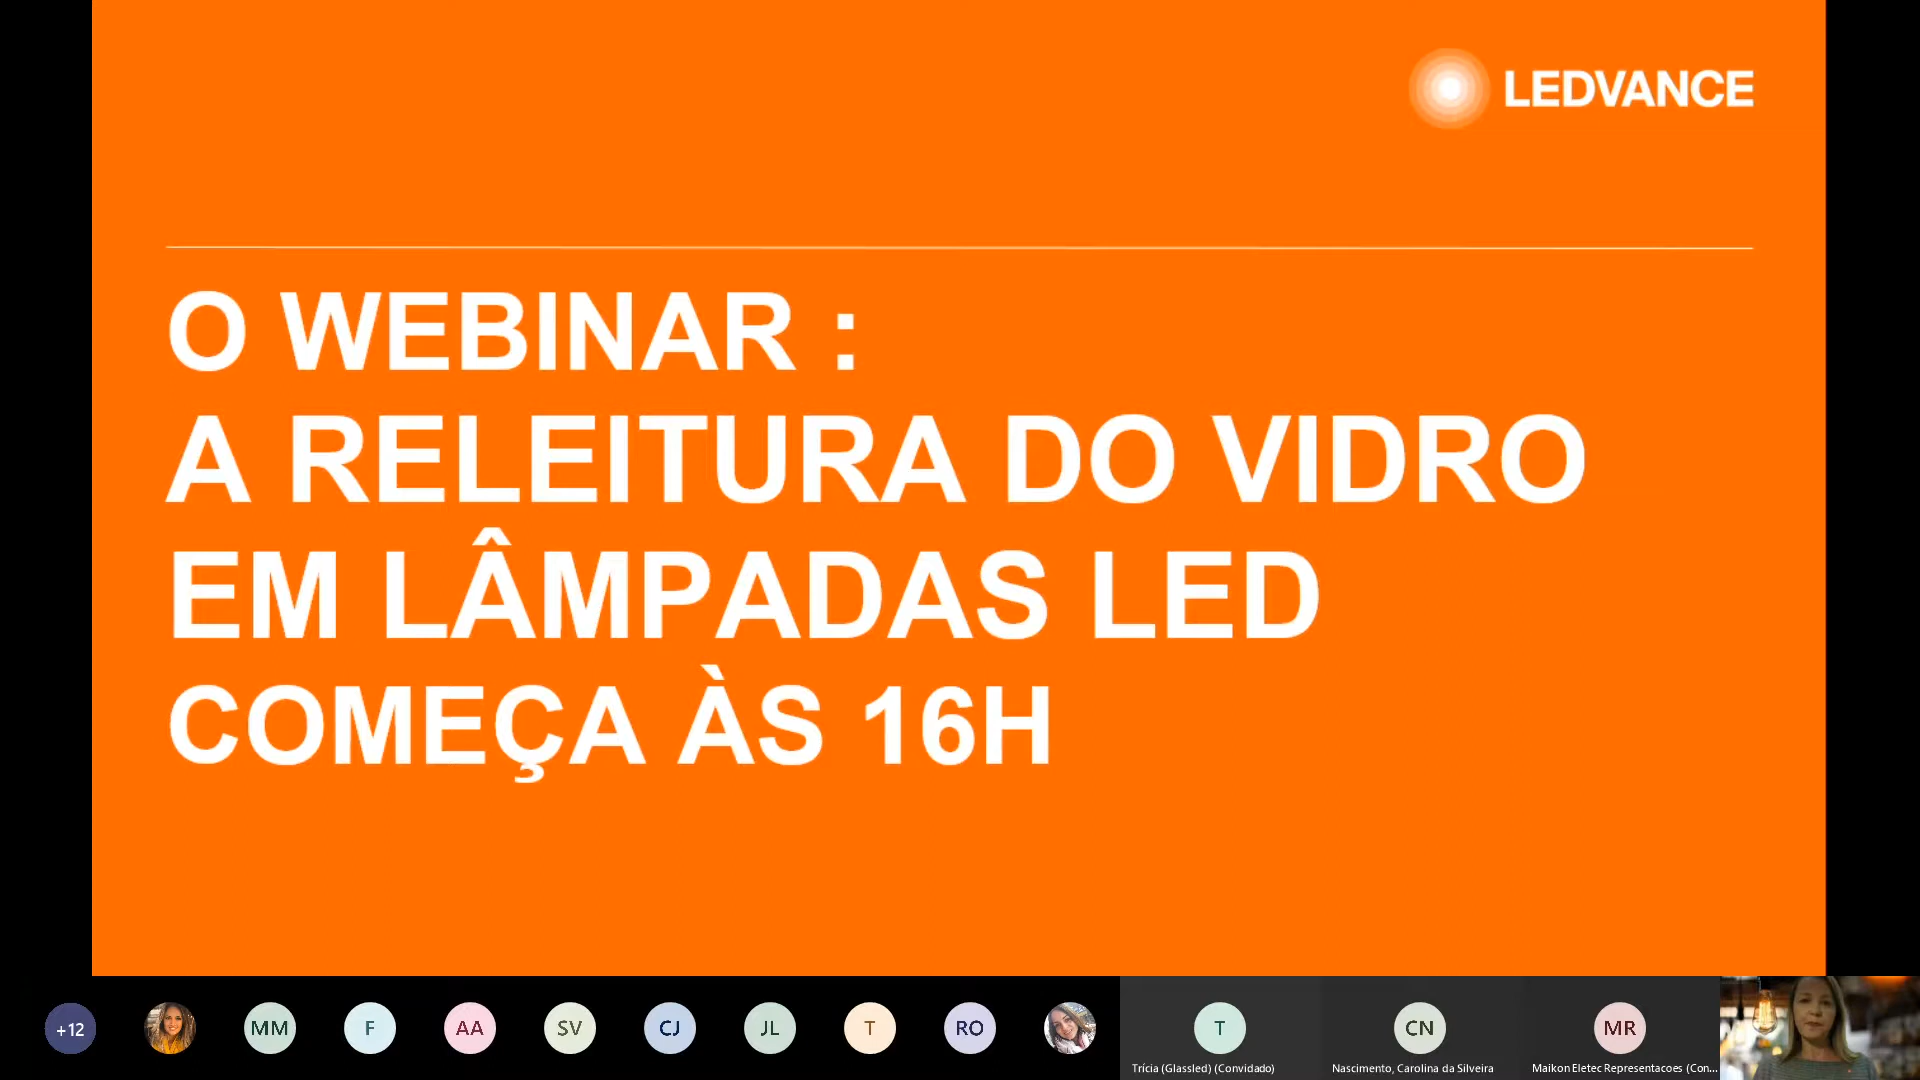 LEDVANCE
O WEBINAR :
A RELEITURA DO VIDRO
EM LÂMPADAS LED
COMEÇA ÀS 16H
+12
MM
F
AA
SV
CJ
JL
T
RO
T
CN
MR
Trícia (Glassled) (Convidado)
Nascimento, Carolina da Silveira
Maikon Eletec Representacoes (Con...